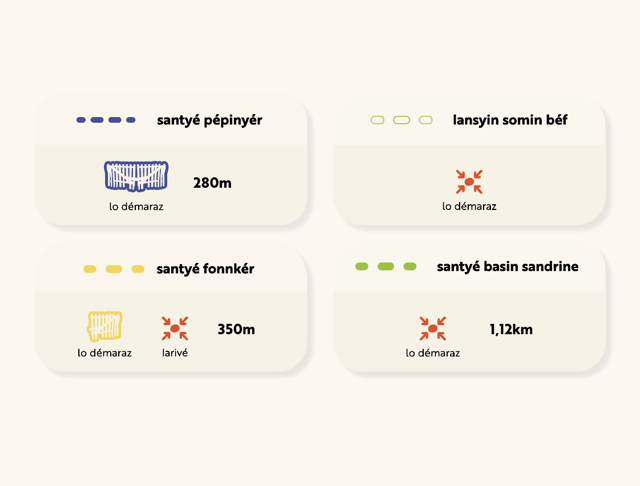 santyé pépinyér
280m
lo démaraz
lansyin somin béf
lo démaraz
santyé fonnkér
350m
lo démaraz
larivé
santyé basin sandrine
1,12km
lo démaraz